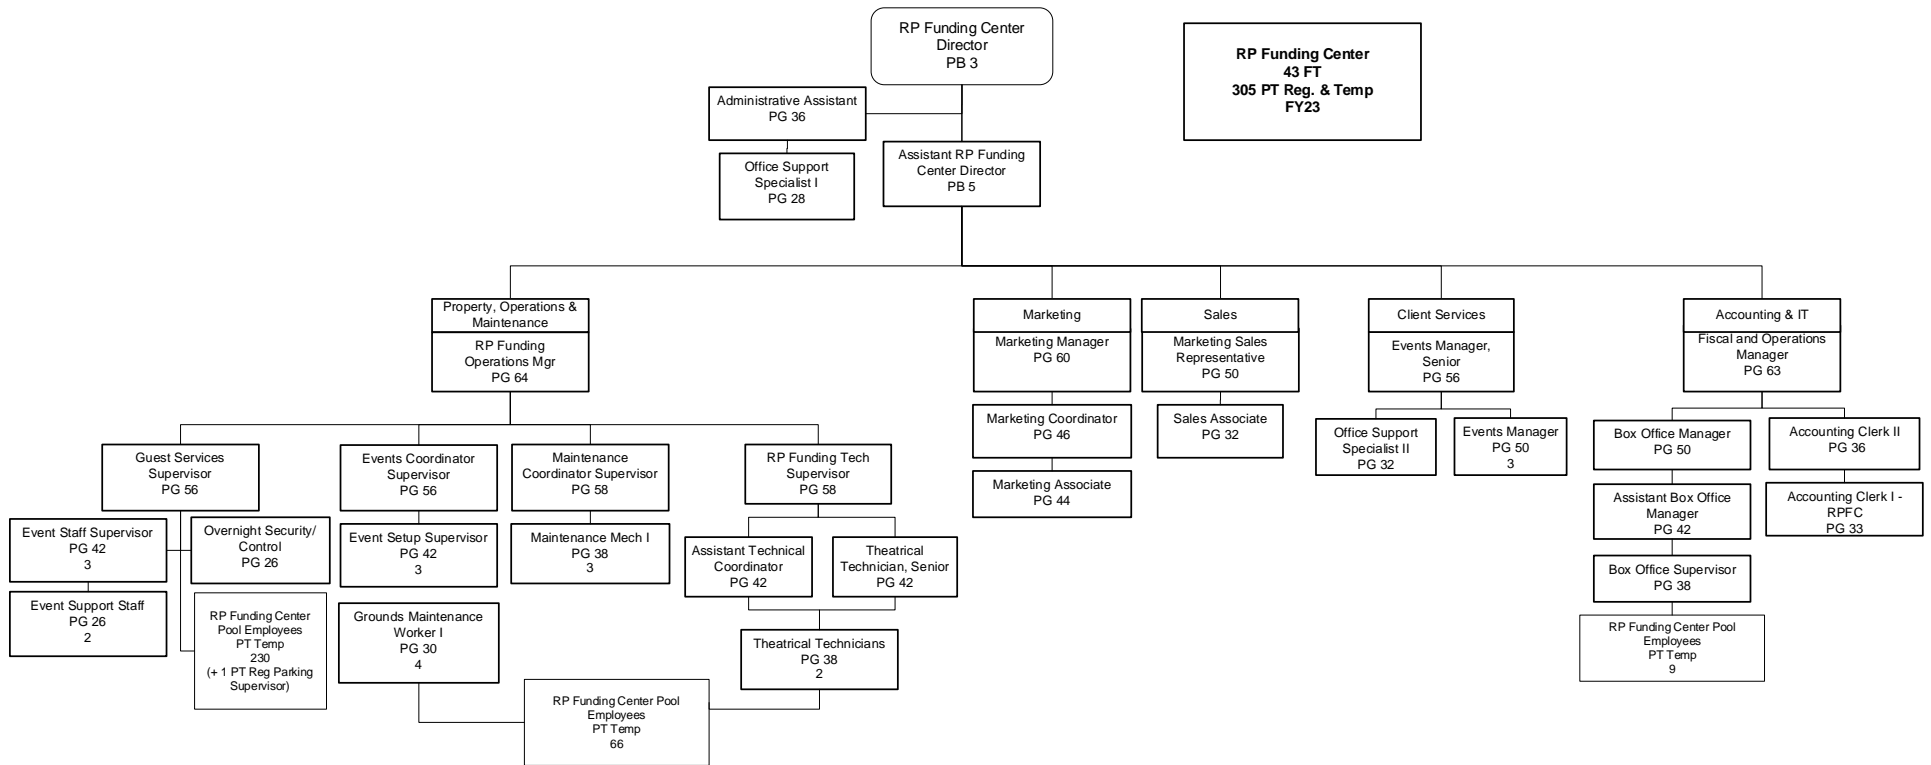 RP Funding Center
Director
PB 3
RP Funding Center
43 FT
305 PT Reg. & Temp
FY23
Administrative Assistant
PG 36
Office Support
Specialist I
PG 28
Assistant RP Funding
Center Director
PB 5
Property, Operations &
Maintenance
RP Funding
Operations Mgr
PG 64
Marketing
Marketing Manager
PG 60
Sales
Marketing Sales
Representative
PG 50
Client Services
Events Manager,
Senior
PG 56
Accounting & IT
Fiscal and Operations
Manager
PG 63
Marketing Coordinator
PG 46
Marketing Associate
PG 44
Sales Associate
PG 32
Office Support
Specialist II
PG 32
Events Manager
PG 50
3
Box Office Manager
PG 50
Accounting Clerk II
PG 36
Assistant Box Office
Manager
PG 42
Accounting Clerk I -
RPFC
PG 33
Box Office Supervisor
PG 38
RP Funding Center Pool
Employees
PT Temp
9
Guest Services
Supervisor
PG 56
Events Coordinator
Supervisor
PG 56
Maintenance
Coordinator Supervisor
PG 58
RP Funding Tech
Supervisor
PG 58
Event Staff Supervisor
PG 42
3
Overnight Security/
Control
PG 26
Event Setup Supervisor
PG 42
3
Maintenance Mech I
PG 38
3
Assistant Technical
Coordinator
PG 42
Theatrical
Technician, Senior
PG 42
Event Support Staff
PG 26
2
RP Funding Center
Pool Employees
PT Temp
230
(+ 1 PT Reg Parking
Supervisor)
Grounds Maintenance
Worker I
PG 30
4
Theatrical Technicians
PG 38
2
RP Funding Center Pool
Employees
PT Temp
66